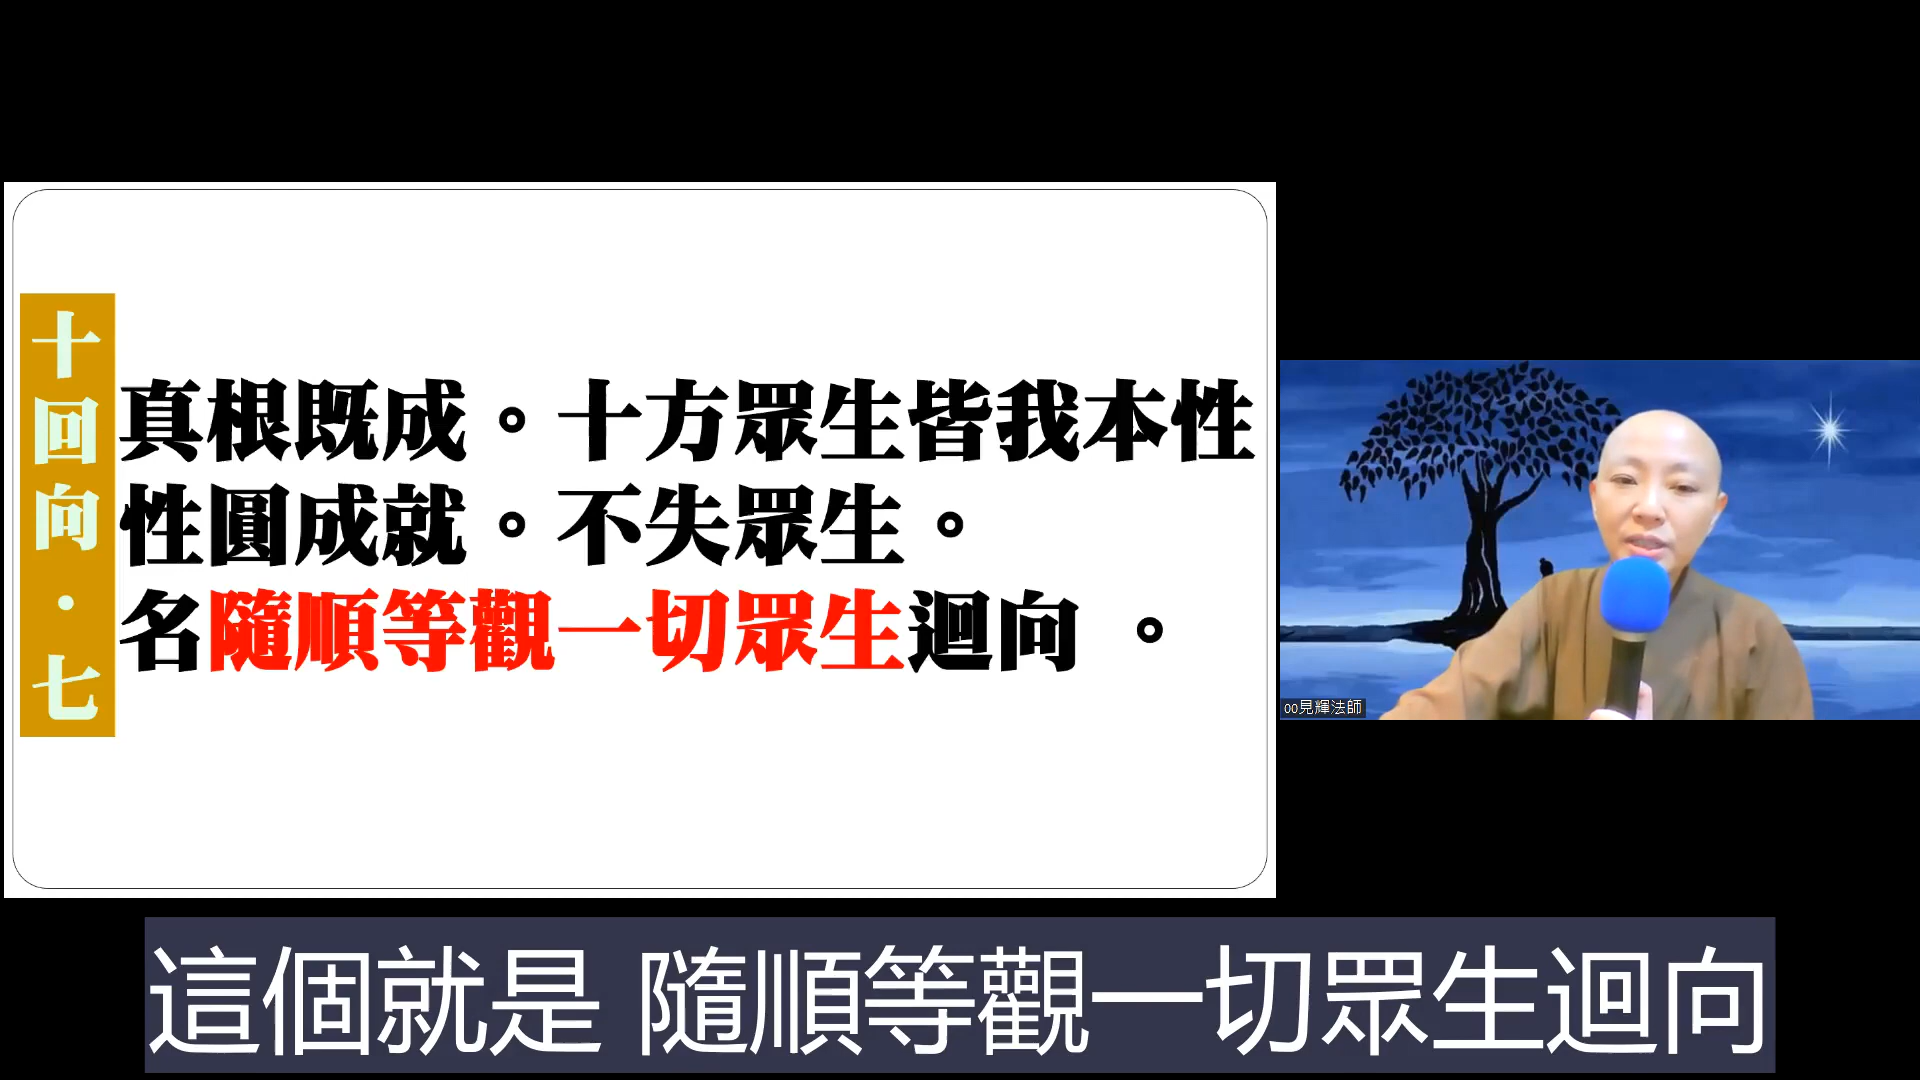 十回向·七
真根既成。十方眾生皆我本性
性圓成就。不失眾生。
名隨順等觀一切眾生迴向 。
00見輝法師
這個就是 隨順等觀一切眾生迴向